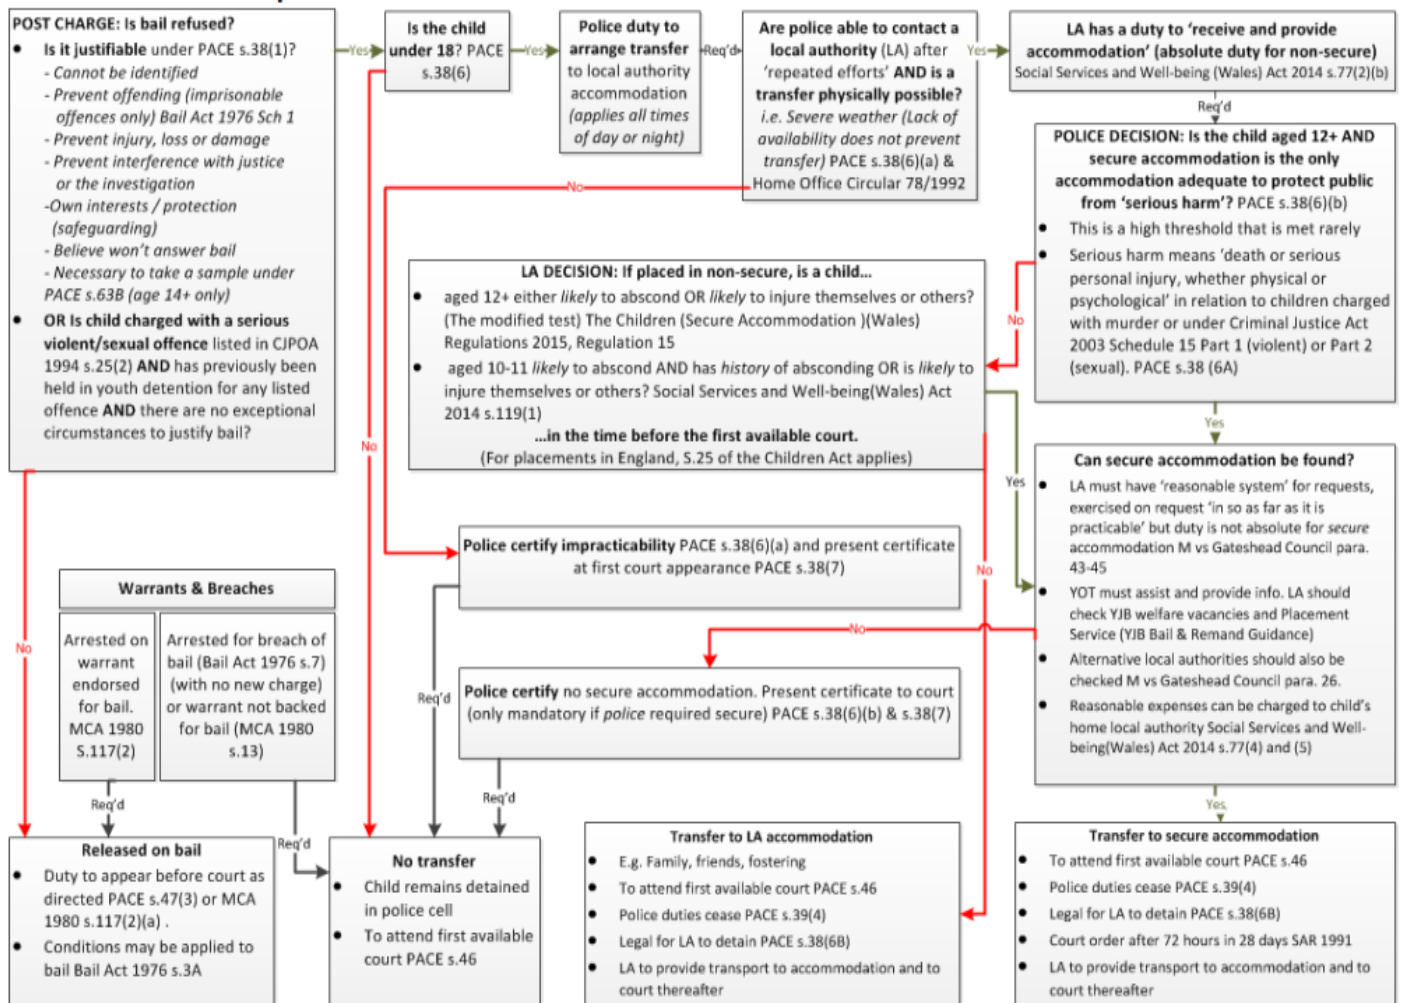 POST CHARGE: Is bail refused?
Is it justifiable under PACE s.38(1)?
- Cannot be identified
- Prevent offending (imprisonable
offences only) Bail Act 1976 Sch 1
- Prevent injury, loss or damage
- Prevent interference with justice
or the investigation
-Own interests / protection
(safeguarding)
- Believe won't answer bail
- Necessary to take a sample under
PACE s.63B (age 14+ only)
OR Is child charged with a serious
violent/sexual offence listed in CJPOA
1994 s.25(2) AND has previously been
held in youth detention for any listed
offence AND there are no exceptional
circumstances to justify bail?
Yes
Is the child
under 18? PACE
s.38(6)
Yes
Police duty to
arrange transfer
to local authority
accommodation
(applies all times
of day or night)
Req'd
Are police able to contact a
local authority (LA) after
'repeated efforts' AND is a
transfer physically possible?
i.e. Severe weather (Lack of
availability does not prevent
transfer) PACE s.38(6)(a) &
Home Office Circular 78/1992
Yes
LA has a duty to 'receive and provide
accommodation' (absolute duty for non-secure)
Social Services and Well-being (Wales) Act 2014 s.77(2)(b)
Req'd
POLICE DECISION: Is the child aged 12+ AND
secure accommodation is the only
accommodation adequate to protect public
from 'serious harm'? PACE s.38(6)(b)
This is a high threshold that is met rarely
Serious harm means 'death or serious
personal injury, whether physical or
psychological' in relation to children charged
with murder or under Criminal Justice Act
2003 Schedule 15 Part 1 (violent) or Part 2
(sexual). PACE s.38 (6A)
No
No
LA DECISION: If placed in non-secure, is a child...
aged 12+ either likely to abscond OR likely to injure themselves or others?
(The modified test) The Children (Secure Accommodation )(Wales)
Regulations 2015, Regulation 15
aged 10-11 likely to abscond AND has history of absconding OR is likely to
injure themselves or others? Social Services and Well-being(Wales) Act
2014 s.119(1)
...in the time before the first available court.
(For placements in England, S.25 of the Children Act applies)
No
Yes
Yes
Can secure accommodation be found?
LA must have 'reasonable system' for requests,
exercised on request 'in so as far as it is
practicable' but duty is not absolute for secure
accommodation M vs Gateshead Council para.
43-45
YOT must assist and provide info. LA should
check YJB welfare vacancies and Placement
Service (YJB Bail & Remand Guidance)
Alternative local authorities should also be
checked M vs Gateshead Council para. 26.
Reasonable expenses can be charged to child's
home local authority Social Services and Well-
being(Wales) Act 2014 s.77(4) and (5)
Police certify impracticability PACE s.38(6)(a) and present certificate
at first court appearance PACE s.38(7)
No
No
Police certify no secure accommodation. Present certificate to court
(only mandatory if police required secure) PACE s.38(6)(b) & s.38(7)
Req'd
Req'd
Warrants & Breaches
Arrested on
warrant
endorsed
for bail.
MCA 1980
S.117(2)
Arrested for breach of
bail (Bail Act 1976 s.7)
(with no new charge)
or warrant not backed
for bail (MCA 1980
s.13)
No
Req'd
Req'd
Yes
Released on bail
Duty to appear before court as
directed PACE s.47(3) or MCA
1980 s.117(2)(a) .
Conditions may be applied to
bail Bail Act 1976 s.3A
No transfer
Child remains detained
in police cell
To attend first available
court PACE s.46
Transfer to LA accommodation
E.g. Family, friends, fostering
To attend first available court PACE s.46
Police duties cease PACE s.39(4)
Legal for LA to detain PACE s.38(6B)
LA to provide transport to accommodation and to
court thereafter
Transfer to secure accommodation
To attend first available court PACE s.46
Police duties cease PACE s.39(4)
Legal for LA to detain PACE s.38(6B)
Court order after 72 hours in 28 days SAR 1991
LA to provide transport to accommodation and to
court thereafter